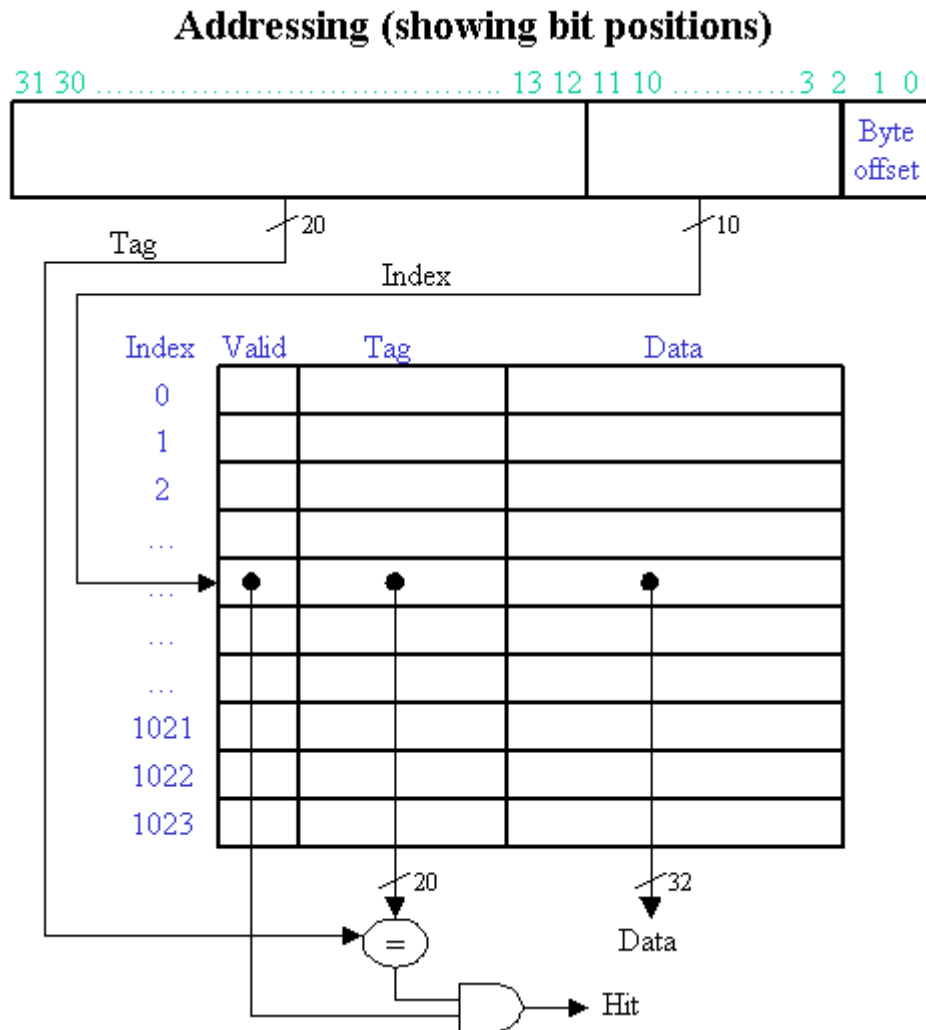 Addressing (showing bit positions)
31 30 ........................................ 13 12 11 10 ............3 2 1 0
Byte
offset
20
10
Tag
Index
Index Valid Tag Data
0
1
2
...
...
...
...
1021
1022
1023
20
32
=
Data
Hit